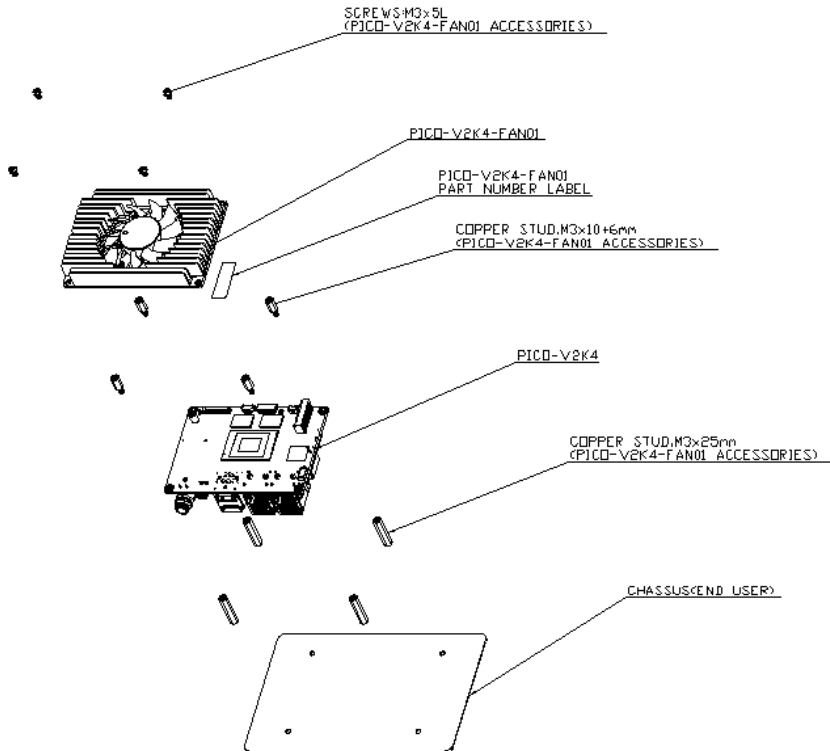 SCREWS:M3x5L
(PICO-V2K4-FAN01 ACCESSORIES)
PICO-V2K4-FAN01
PICO-V2K4-FAN01
PART NUMBER LABEL
COPPER STUD.M3x10+6mm
(PICO-V2K4-FAN01 ACCESSORIES)
PICO-V2K4
COPPER STUD.M3x25mm
(PICO-V2K4-FAN01 ACCESSORIES)
CHASSUS(END USER)